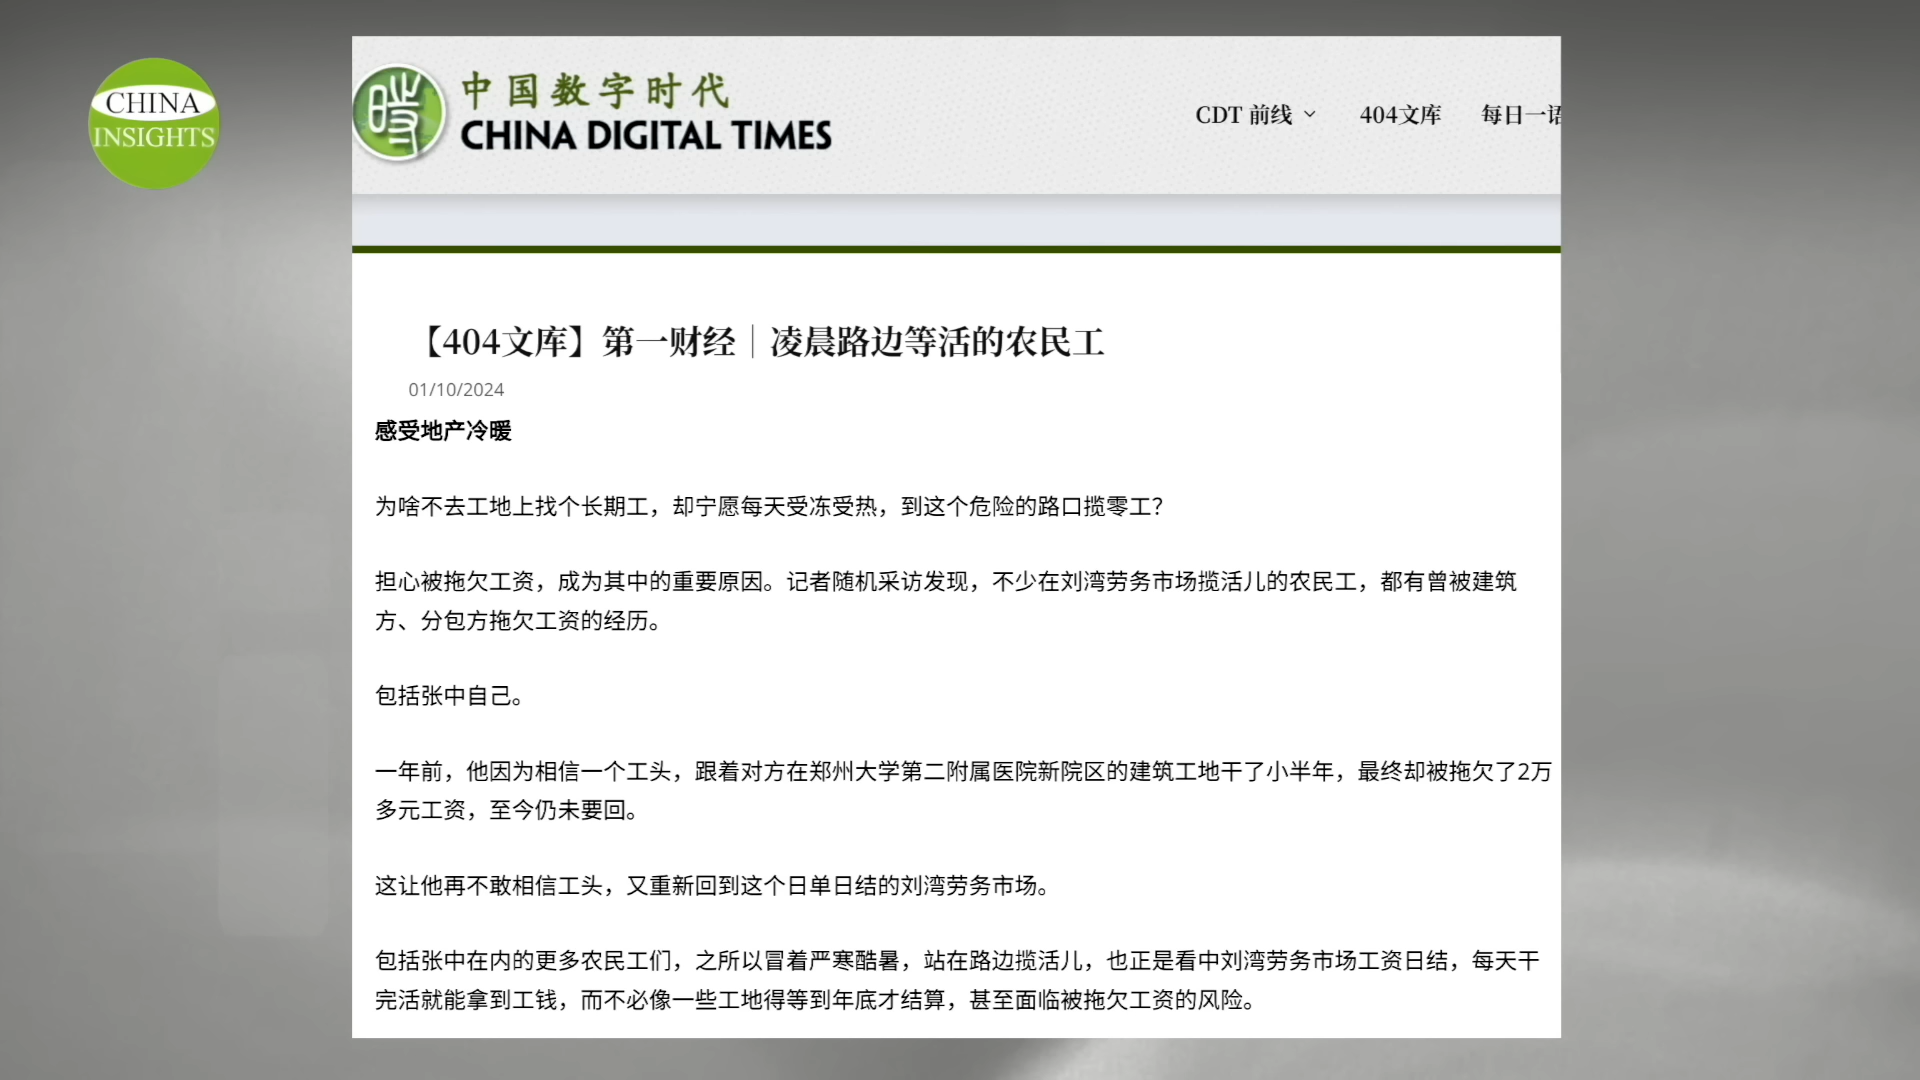 CHINA
INSIGHTS
中国数字时代
CHINA DIGITAL TIMES
CDT 前线
404文库
每日一语
【404文库】第一财经｜凌晨路边等活的农民工
01/10/2024
感受地产冷暖
为啥不去工地上找个长期工，却宁愿每天受冻受热，到这个危险的路口揽零工？
担心被拖欠工资，成为其中的重要原因。记者随机采访发现，不少在刘湾劳务市场揽活儿的农民工，都有曾被建筑
方、分包方拖欠工资的经历。
包括张中自己。
一年前，他因为相信一个工头，跟着对方在郑州大学第二附属医院新院区的建筑工地干了小半年，最终却被拖欠了2万
多元工资，至今仍未要回。
这让他再不敢相信工头，又重新回到这个日单日结的刘湾劳务市场。
包括张中在内的更多农民工们，之所以冒着严寒酷暑，站在路边揽活儿，也正是看中刘湾劳务市场工资日结，每天干
完活就能拿到工钱，而不必像一些工地得等到年底才结算，甚至面临被拖欠工资的风险。